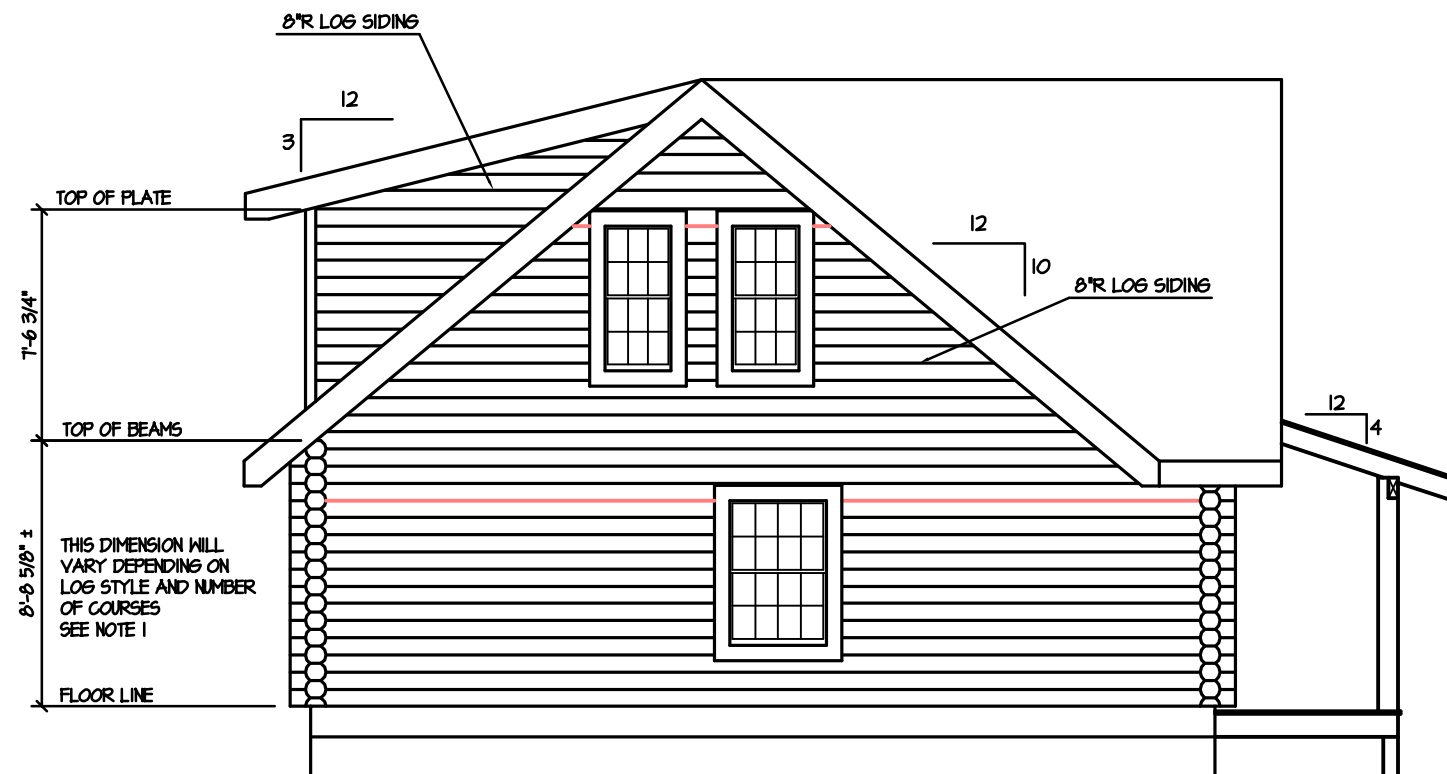 8"R LOG SIDING
12
3
TOP OF PLATE
12
10
8"R LOG SIDING
7'-6 3/4"
12
4
TOP OF BEAMS
8'-8 5/8" ±
THIS DIMENSION WILL
VARY DEPENDING ON
LOG STYLE AND NUMBER
OF COURSES
SEE NOTE 1
FLOOR LINE